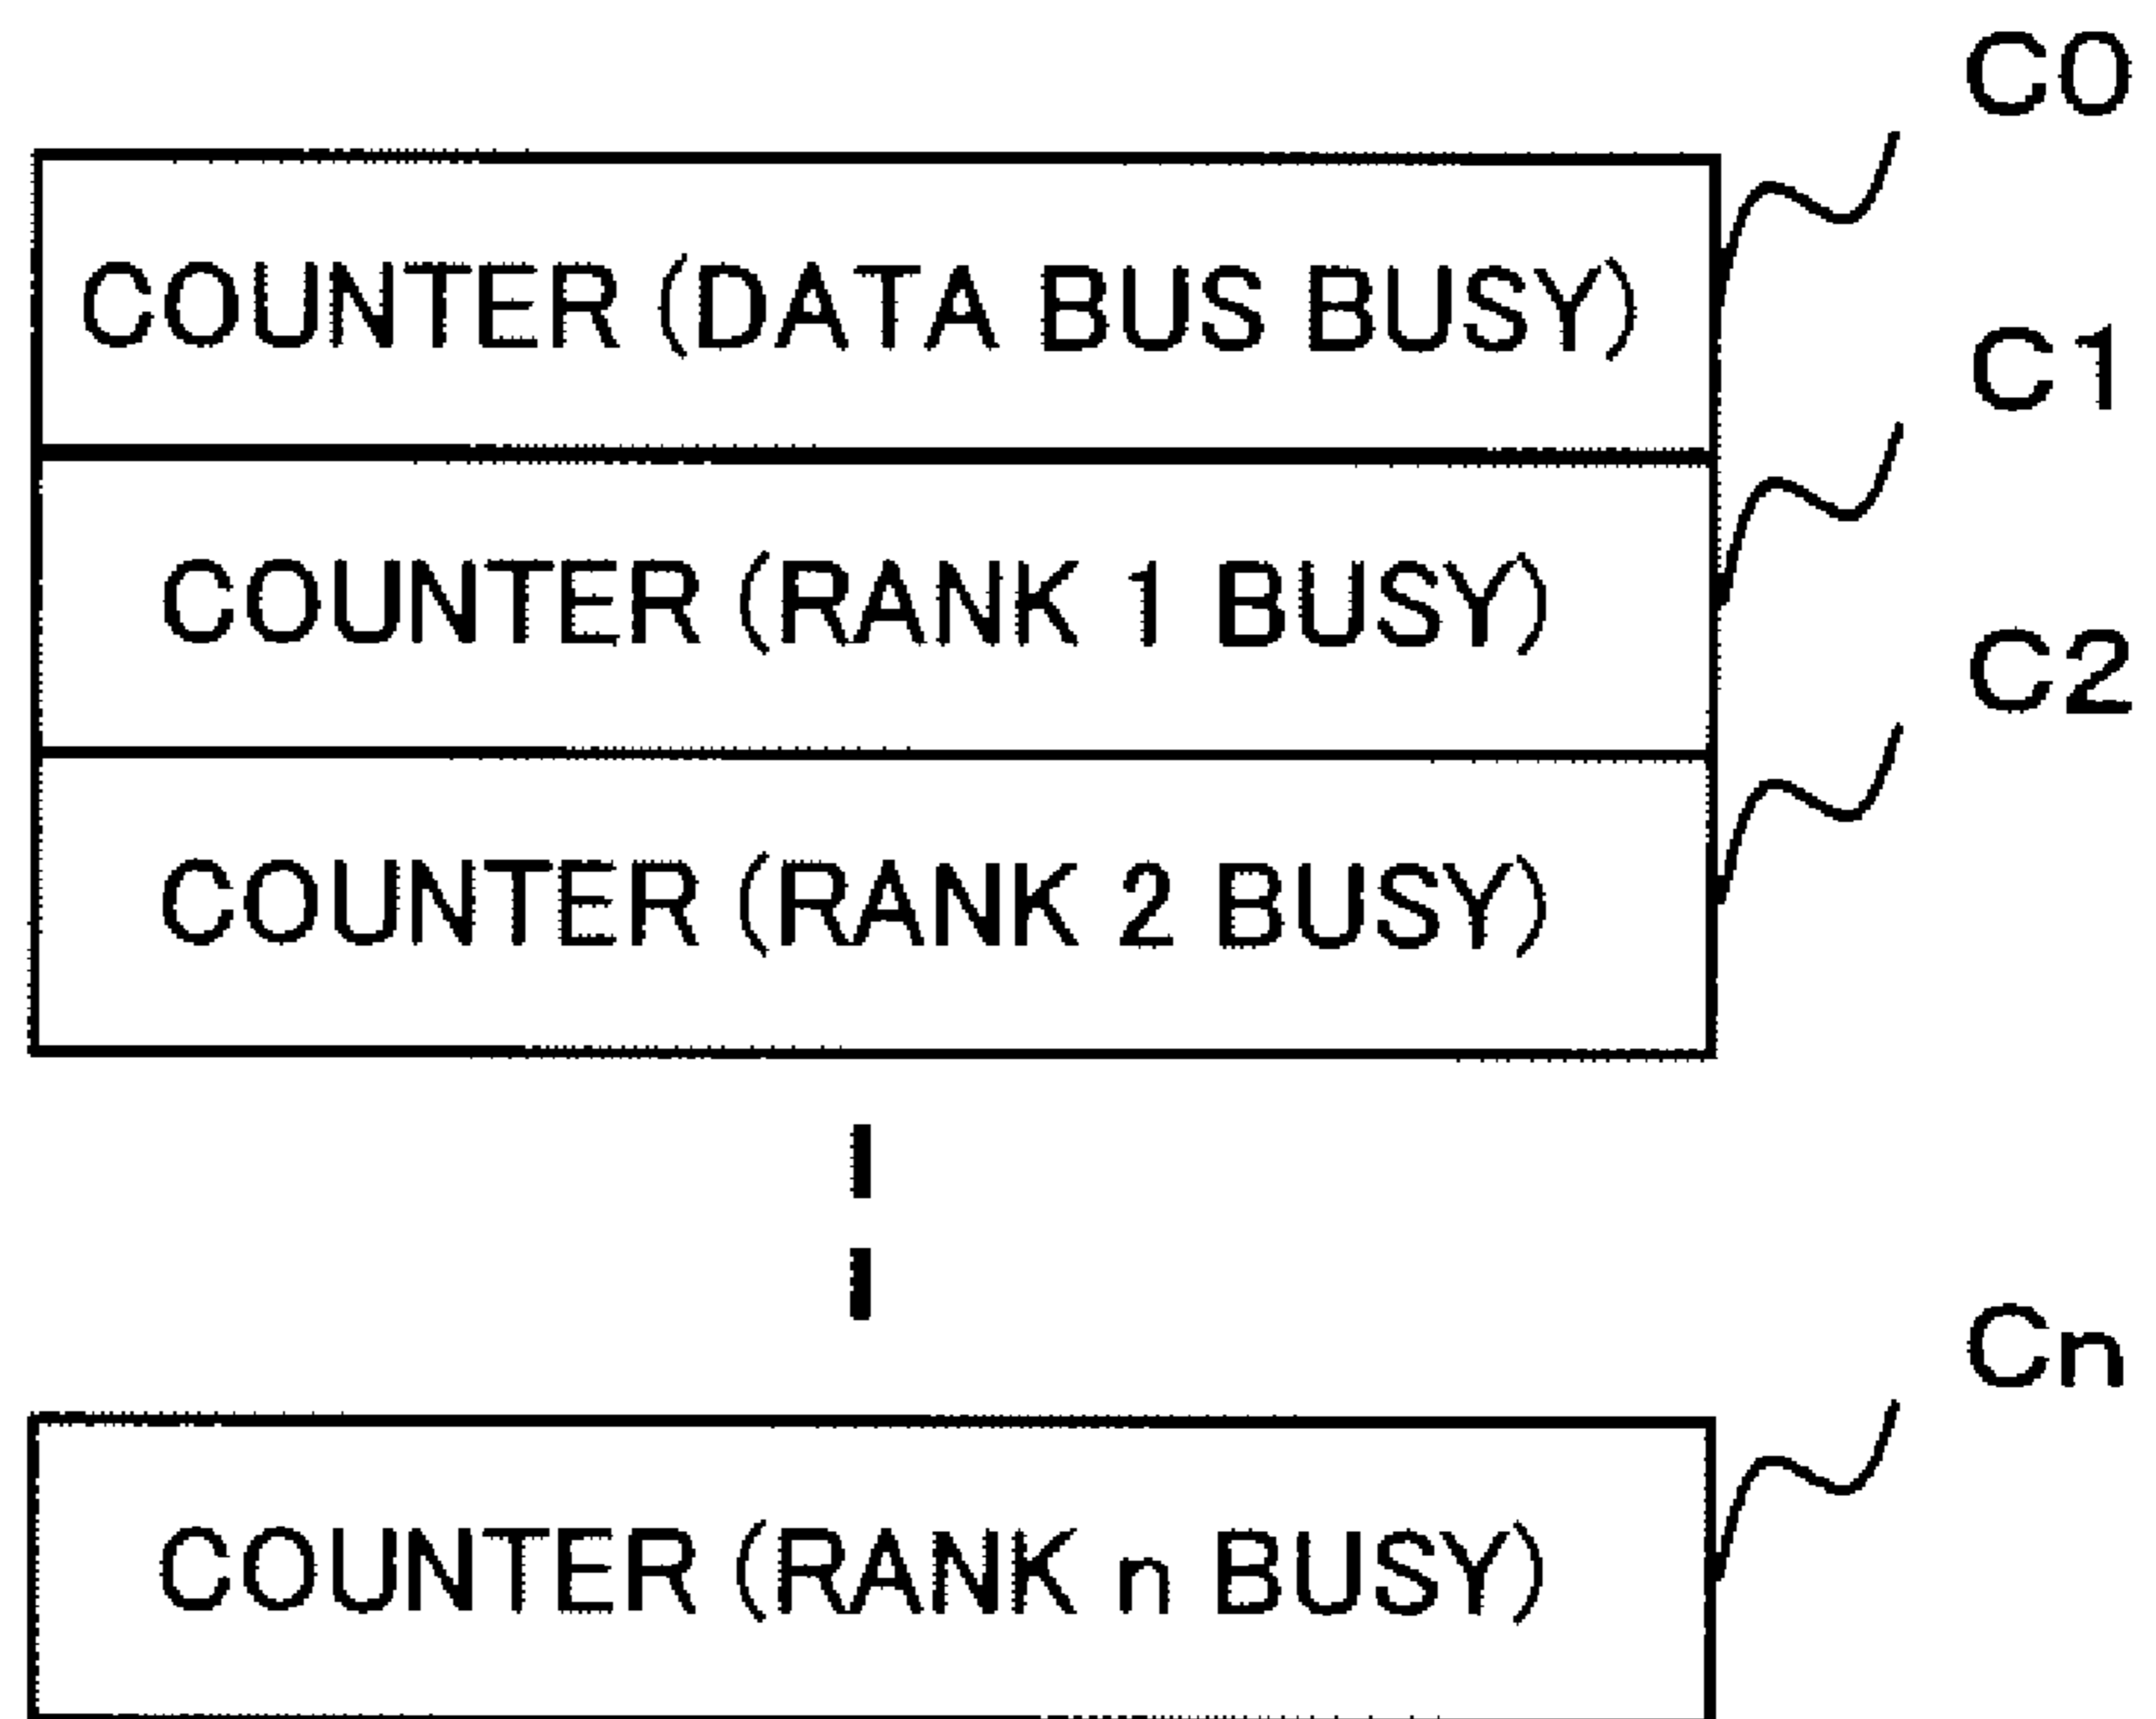 C0
COUNTER (DATA BUS BUSY)
C1
COUNTER (RANK 1 BUSY)
C2
COUNTER (RANK 2 BUSY)
Cn
COUNTER (RANK n BUSY)